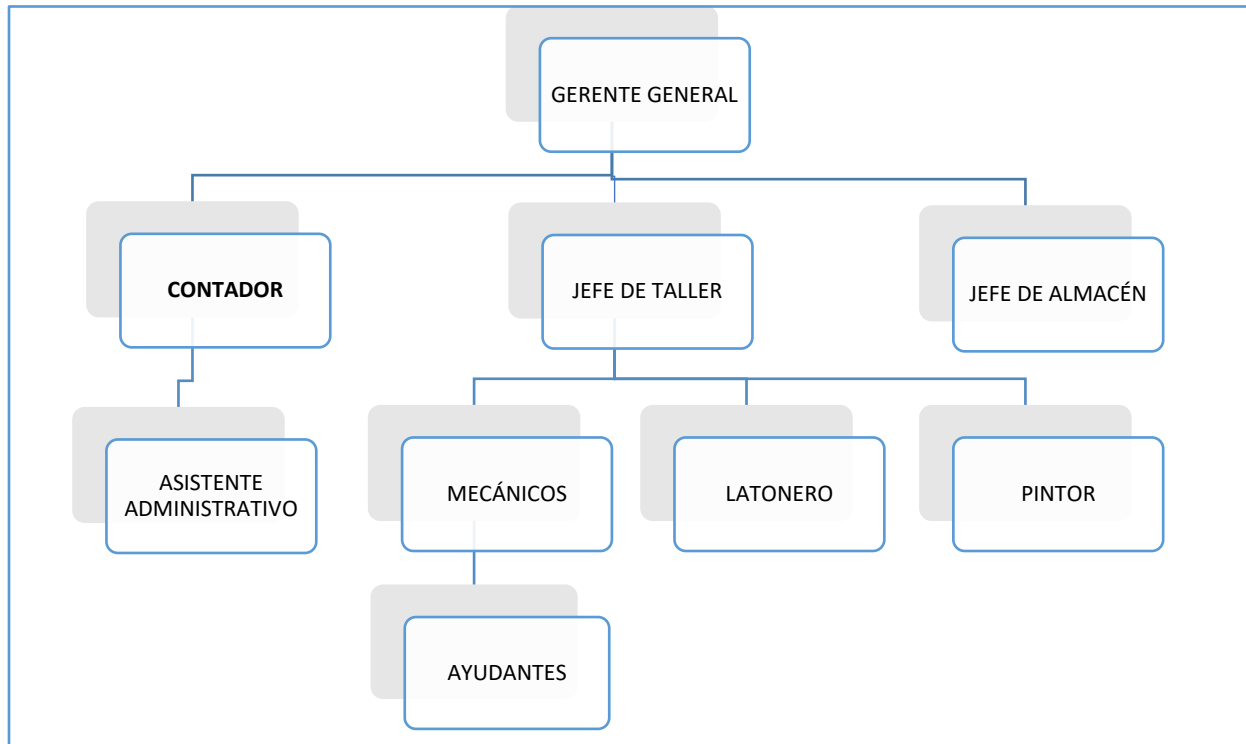 GERENTE GENERAL
CONTADOR
JEFE DE TALLER
JEFE DE ALMACÉN
ASISTENTE
ADMINISTRATIVO
MECÁNICOS
LATONERO
PINTOR
AYUDANTES